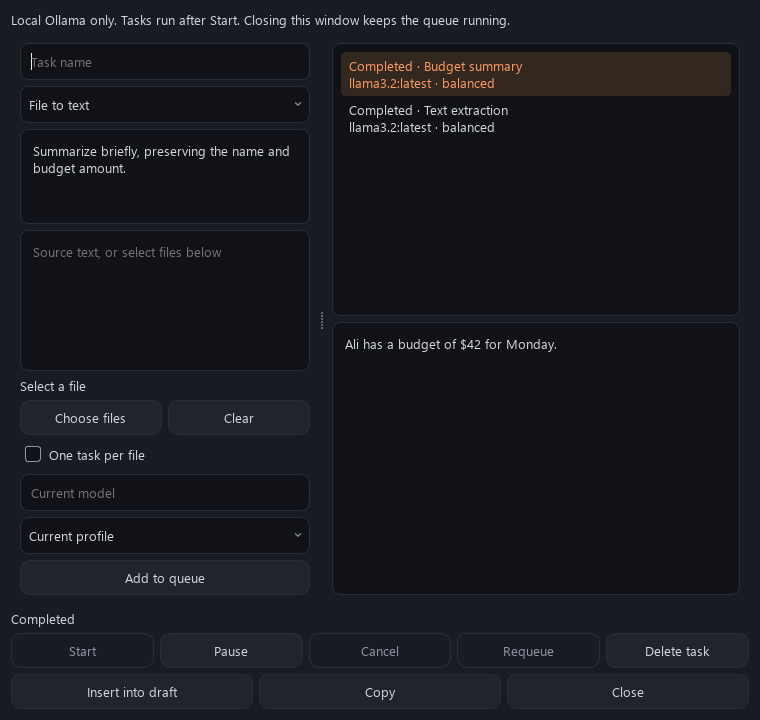 Local Ollama only. Tasks run after Start. Closing this window keeps the queue running.
Task name
File to text
Summarize briefly, preserving the name and
budget amount.
Source text, or select files below
Select a file
Choose files
Clear
One task per file
Current model
Current profile
Add to queue
Completed · Budget summary
llama3.2:latest · balanced
Completed · Text extraction
llama3.2:latest · balanced
Ali has a budget of $42 for Monday.
Completed
Start
Pause
Cancel
Requeue
Delete task
Insert into draft
Copy
Close